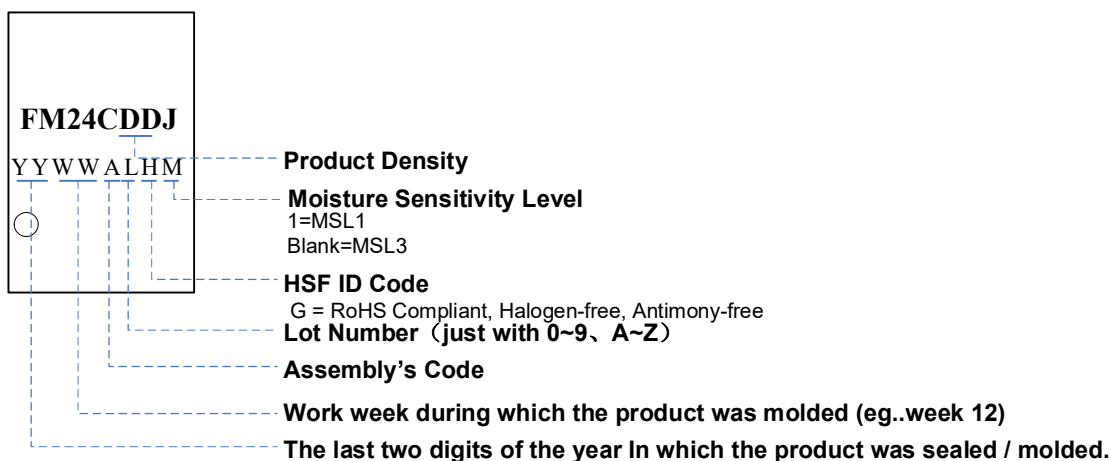 FM24CDDJ
YYWWALHM
Product Density
Moisture Sensitivity Level
1=MSL1
Blank=MSL3
HSF ID Code
G = RoHS Compliant, Halogen-free, Antimony-free
Lot Number（just with 0~9、A~Z）
Assembly's Code
Work week during which the product was molded (eg..week 12)
The last two digits of the year In which the product was sealed / molded.